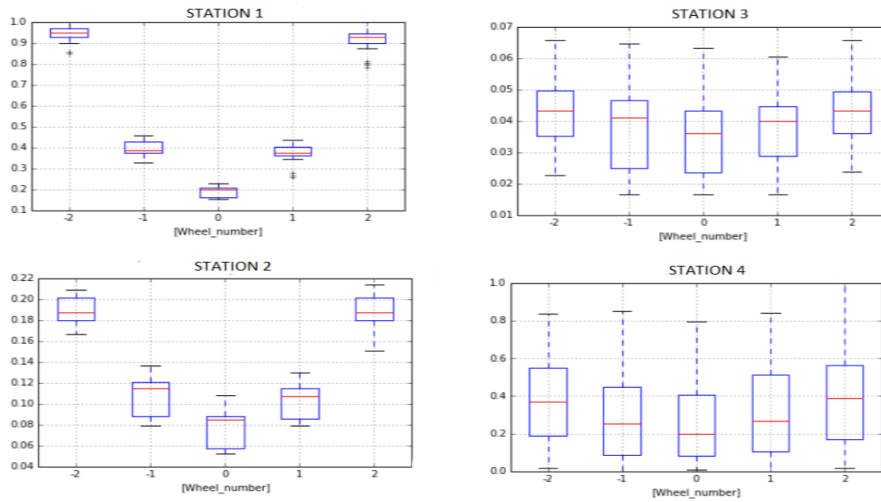 STATION 1
1.0
0.9
0.8
0.7
0.6
0.5
0.4
0.3
0.2
0.1
-2 -1 0 1 2
[Wheel_number]
STATION 3
0.07
0.06
0.05
0.04
0.03
0.02
0.01
-2 -1 0 1 2
[Wheel_number]
STATION 2
0.22
0.20
0.18
0.16
0.14
0.12
0.10
0.08
0.06
0.04
-2 -1 0 1 2
[Wheel_number]
STATION 4
1.0
0.8
0.6
0.4
0.2
0.0
-2 -1 0 1 2
[Wheel_number]